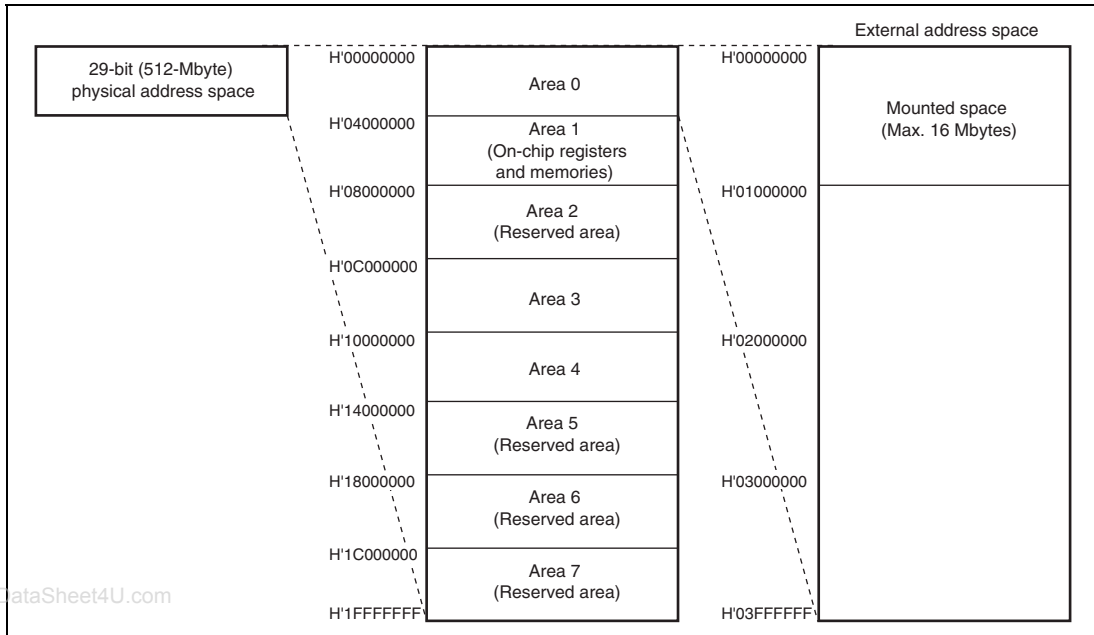 External address space
29-bit (512-Mbyte)
physical address space
H'00000000
Area 0
H'04000000
Area 1
(On-chip registers
and memories)
H'08000000
Area 2
(Reserved area)
H'0C000000
Area 3
H'10000000
Area 4
H'14000000
Area 5
(Reserved area)
H'18000000
Area 6
(Reserved area)
H'1C000000
Area 7
(Reserved area)
H'1FFFFFFF
H'00000000
Mounted space
(Max. 16 Mbytes)
H'01000000
H'02000000
H'03000000
H'03FFFFFF
DataSheet4U.com